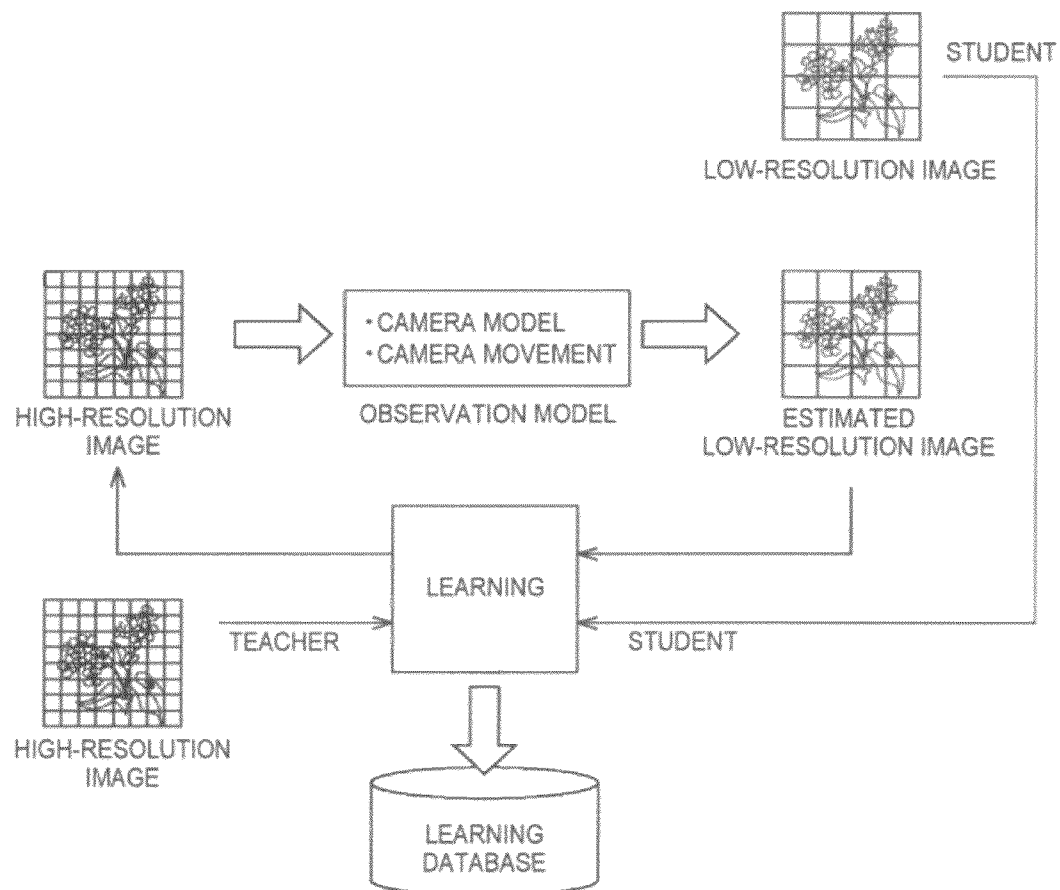 STUDENT
LOW-RESOLUTION IMAGE
・CAMERA MODEL
・CAMERA MOVEMENT
HIGH-RESOLUTION
IMAGE
OBSERVATION MODEL
ESTIMATED
LOW-RESOLUTION IMAGE
LEARNING
TEACHER
STUDENT
HIGH-RESOLUTION
IMAGE
LEARNING
DATABASE